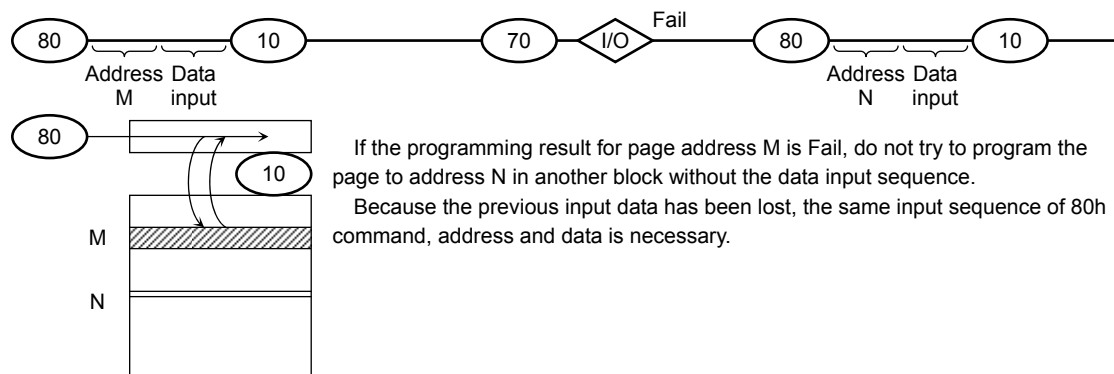 Fail
80 10 70 I/O 80 10
Address Data Address Data
M input N input
80
10
If the programming result for page address M is Fail, do not try to program the
page to address N in another block without the data input sequence.
Because the previous input data has been lost, the same input sequence of 80h
command, address and data is necessary.
M
N